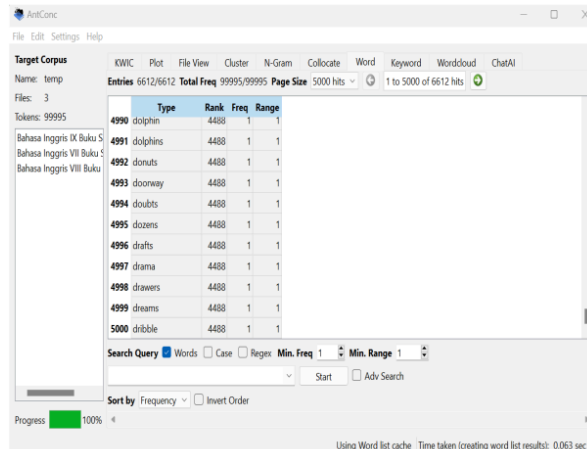 AntConc
File Edit Settings Help
Target Corpus
Name: temp
Files: 3
Tokens: 99995
Bahasa Inggris IX Buku S
Bahasa Inggris VII Buku S
Bahasa Inggris VIII Buku
Progress 100%
KWIC Plot File View Cluster N-Gram Collocate Word Keyword Wordcloud ChatAI
Entries 6612/6612 Total Freq 99995/99995 Page Size 5000 hits 1 to 5000 of 6612 hits
Type Rank Freq Range
4990 dolphin 4488 1 1
4991 dolphins 4488 1 1
4992 donuts 4488 1 1
4993 doorway 4488 1 1
4994 doubts 4488 1 1
4995 dozens 4488 1 1
4996 drafts 4488 1 1
4997 drama 4488 1 1
4998 drawers 4488 1 1
4999 dreams 4488 1 1
5000 dribble 4488 1 1
Search Query Words Case Regex Min. Freq 1 Min. Range 1
Start Adv Search
Sort by Frequency Invert Order
Using Word list cache Time taken (creating word list results): 0.063 sec